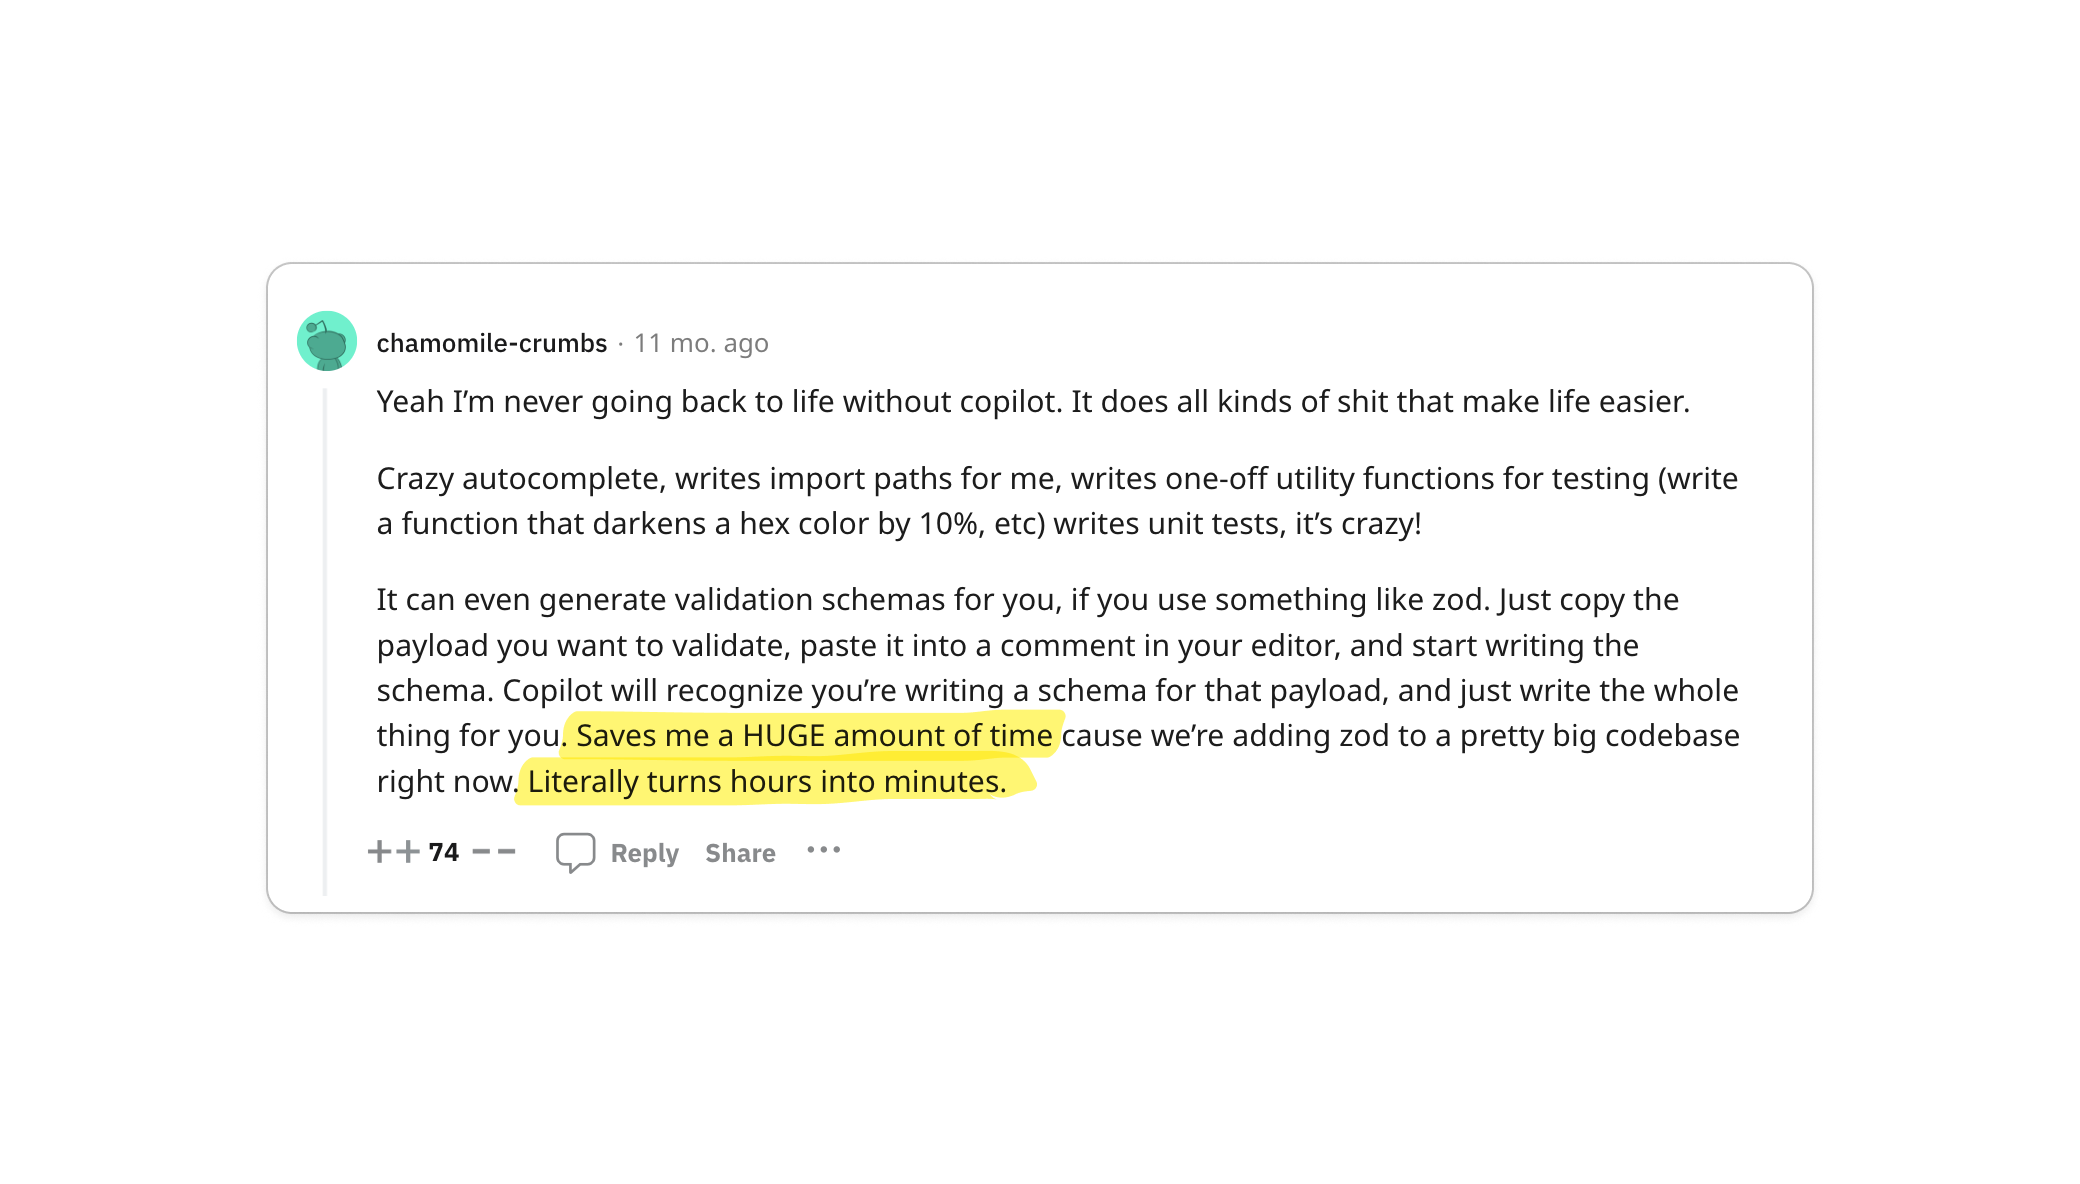 chamomile-crumbs · 11 mo. ago
Yeah I’m never going back to life without copilot. It does all kinds of shit that make life easier.
Crazy autocomplete, writes import paths for me, writes one-off utility functions for testing (write
a function that darkens a hex color by 10%, etc) writes unit tests, it’s crazy!
It can even generate validation schemas for you, if you use something like zod. Just copy the
payload you want to validate, paste it into a comment in your editor, and start writing the
schema. Copilot will recognize you’re writing a schema for that payload, and just write the whole
thing for you. Saves me a HUGE amount of time cause we’re adding zod to a pretty big codebase
right now. Literally turns hours into minutes.
++ 74 -- Reply Share ···